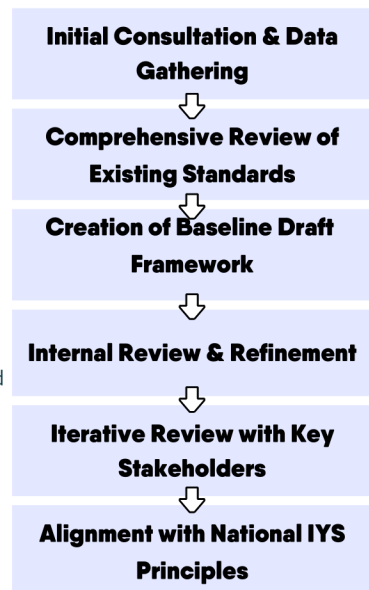 Initial Consultation & Data
Gathering
Comprehensive Review of
Existing Standards
Creation of Baseline Draft
Framework
Internal Review & Refinement
Iterative Review with Key
Stakeholders
Alignment with National IYS
Principles